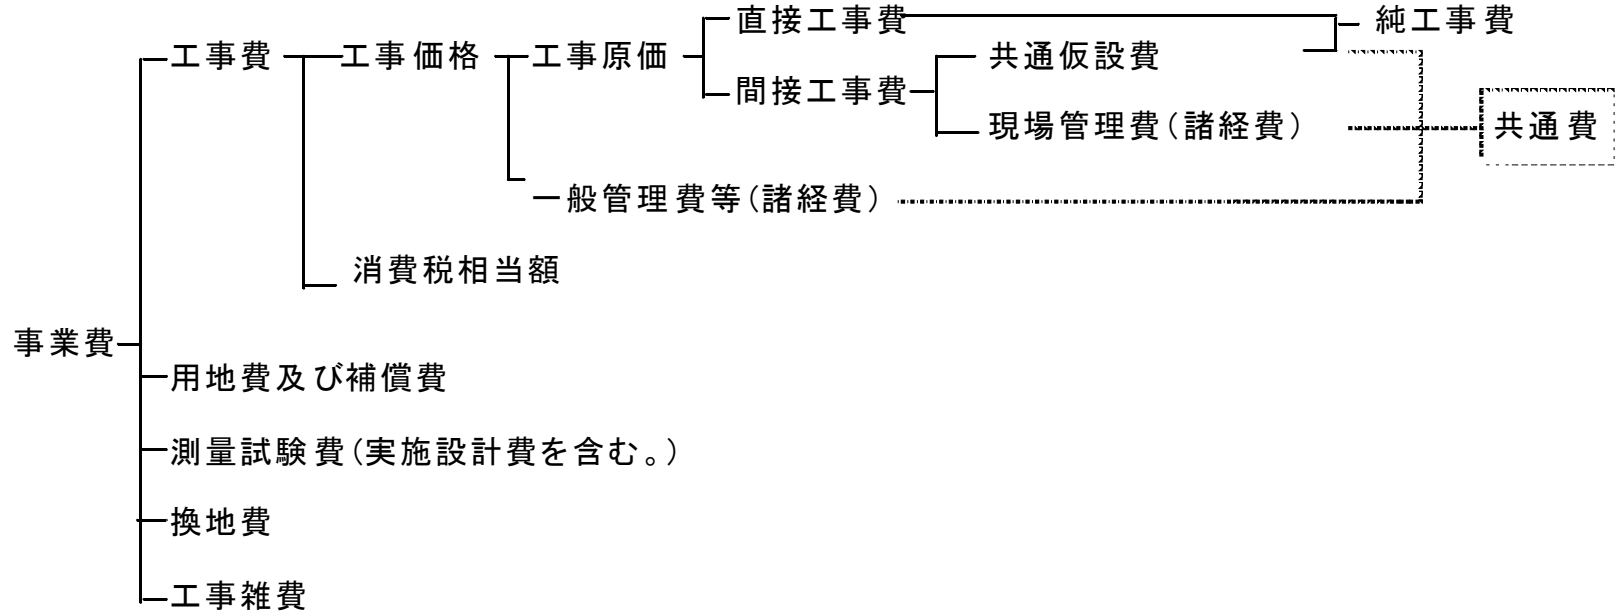 直接工事費
純工事費
工事費
工事価格
工事原価
共通仮設費
間接工事費
現場管理費(諸経費)
共通費
一般管理費等(諸経費)
消費税相当額
事業費
用地費及び補償費
測量試験費(実施設計費を含む。)
換地費
工事雑費